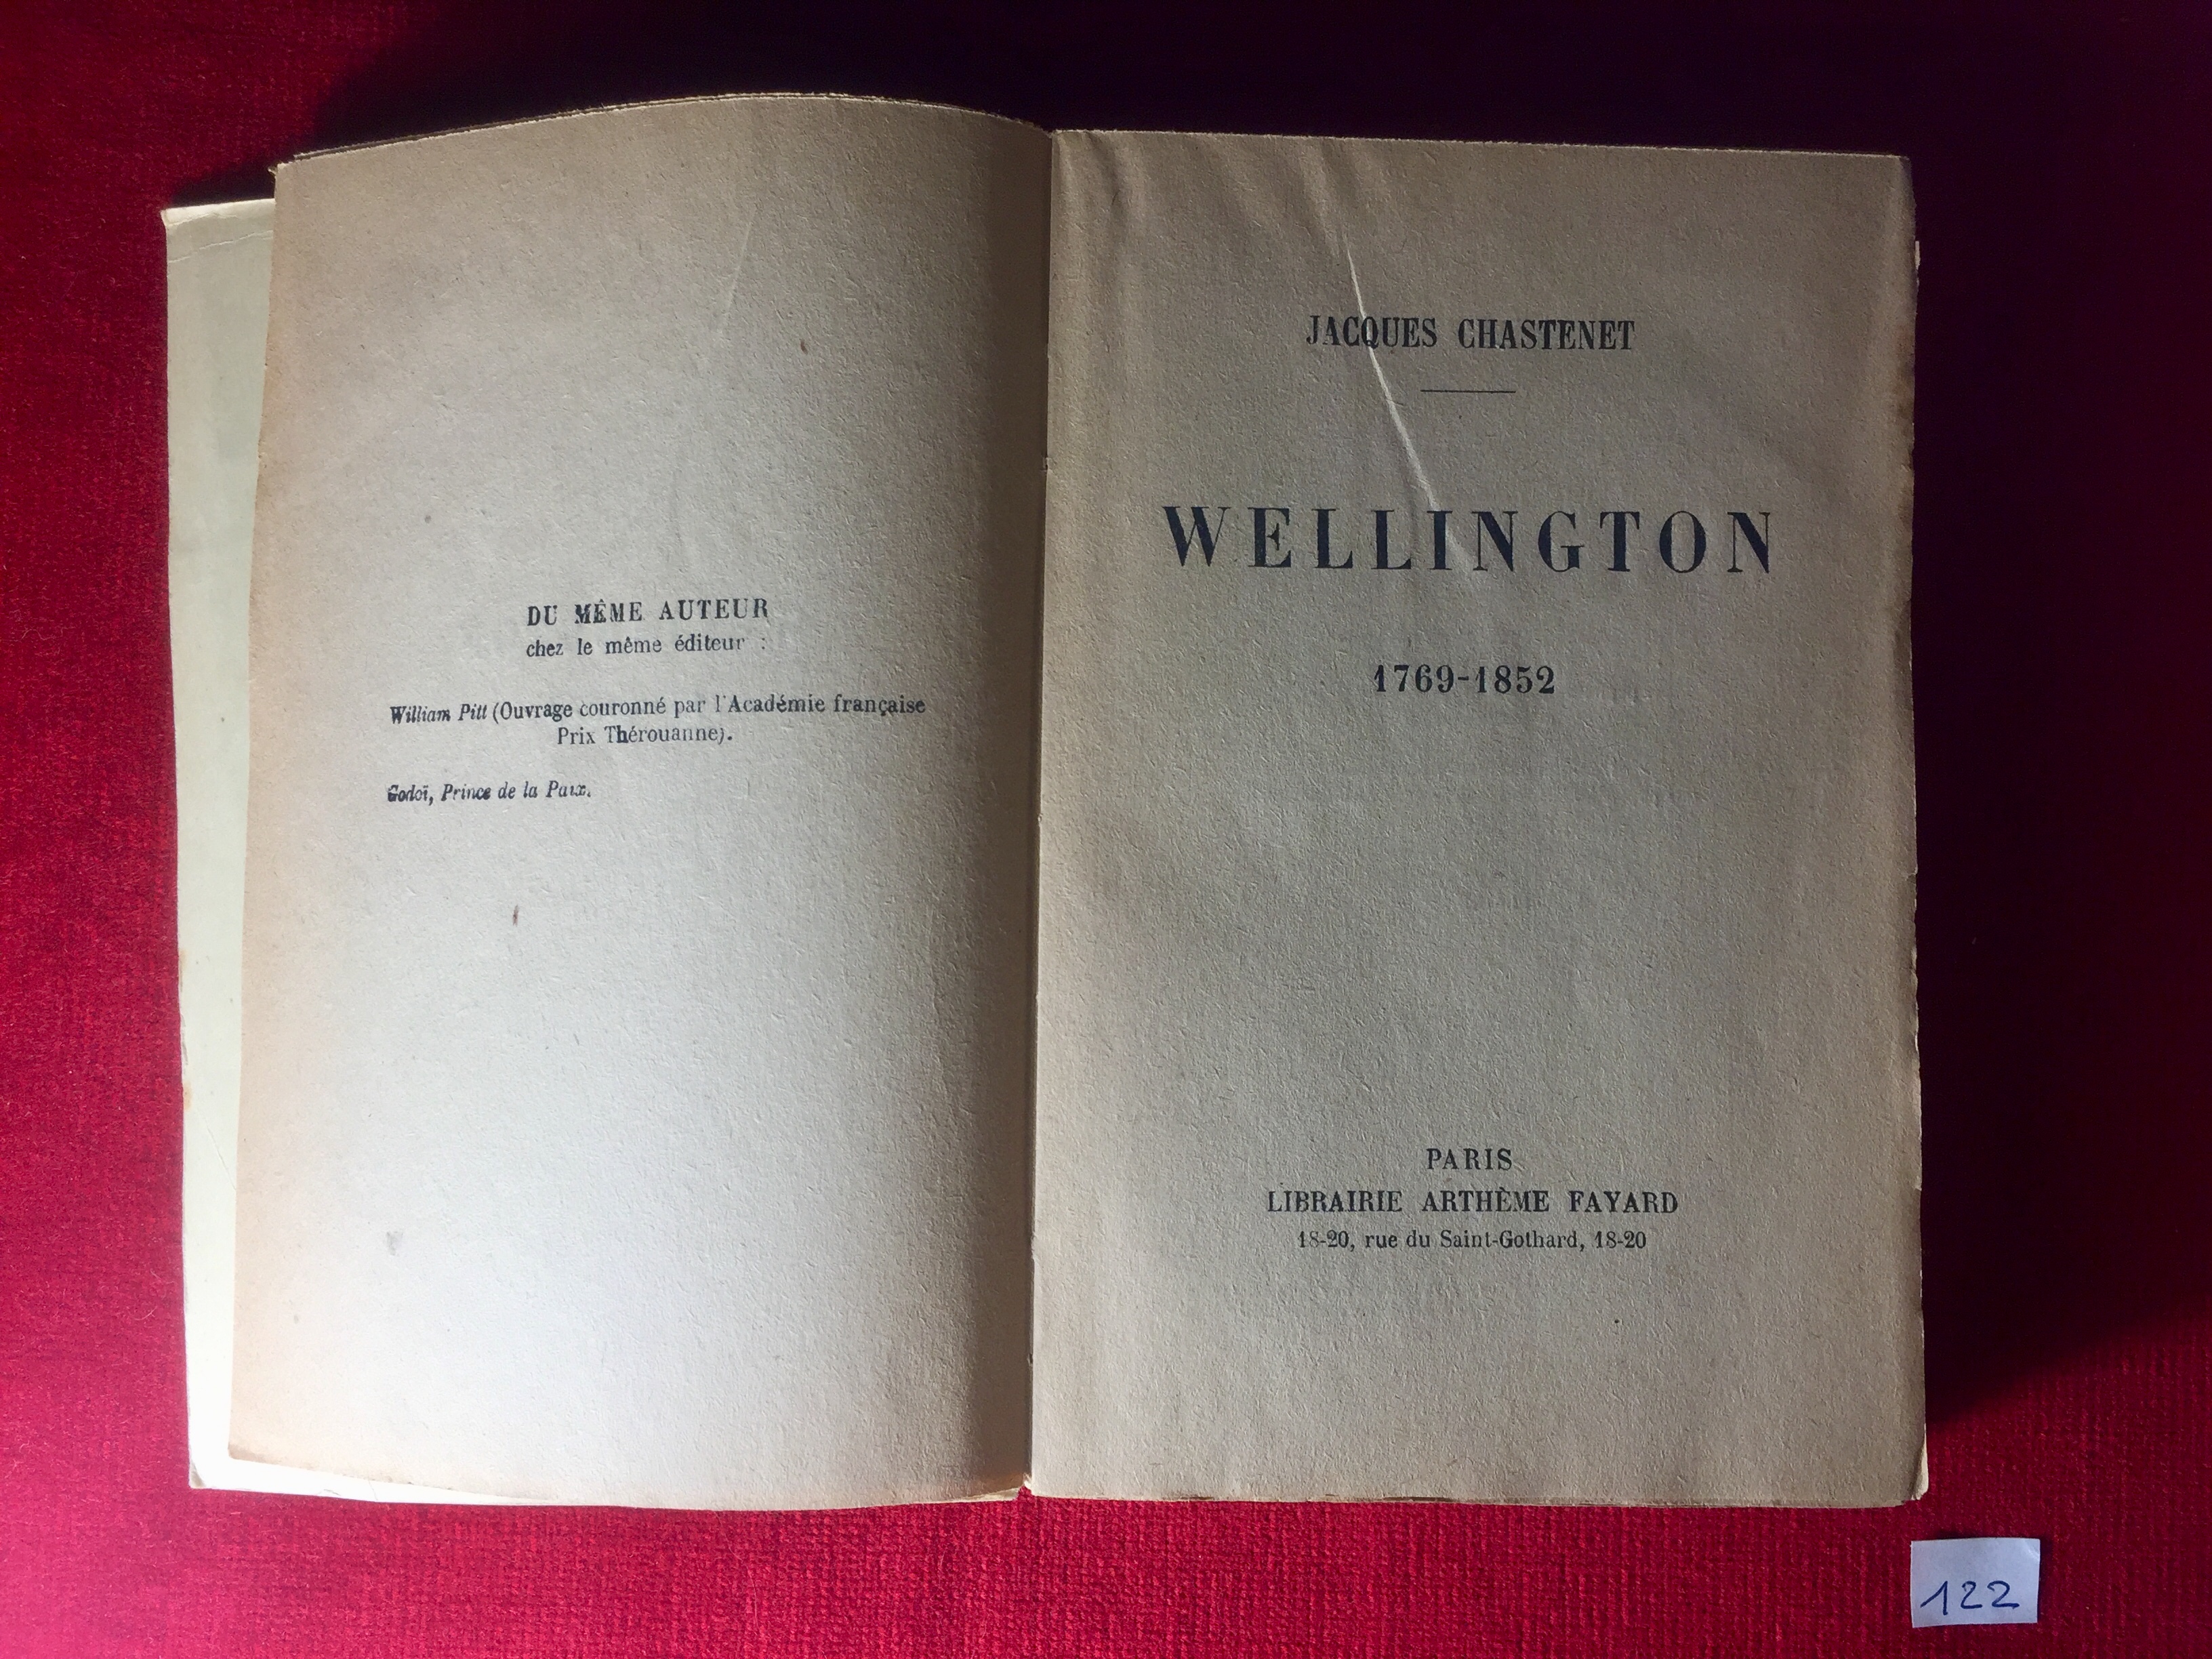 DU MÊME AUTEUR
chez le même éditeur :
William Pitt (Ouvrage couronné par l'Académie française
Prix Thérouanne).
Godoï, Prince de la Paix.
JACQUES CHASTENET
WELLINGTON
1769-1852
PARIS
LIBRAIRIE ARTHÈME FAYARD
18-20, rue du Saint-Gothard, 18-20
122